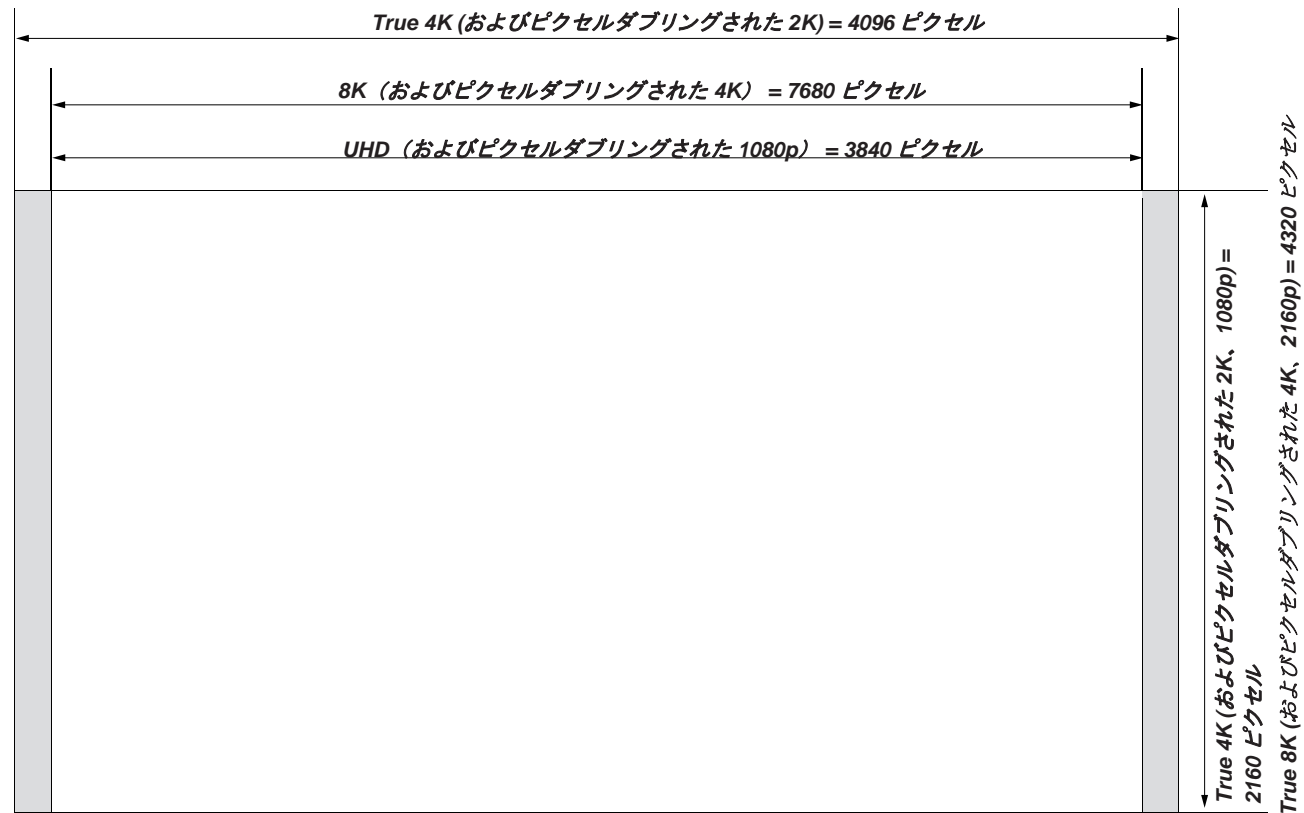 True 4K (およびピクセルダブリングされた 2K) = 4096 ピクセル
8K（およびピクセルダブリングされた 4K） = 7680 ピクセル
UHD（およびピクセルダブリングされた 1080p） = 3840 ピクセル
True 4K (およびピクセルダブリングされた 2K、1080p) =
2160 ピクセル
True 8K (およびピクセルダブリングされた 4K、2160p) = 4320 ピクセル